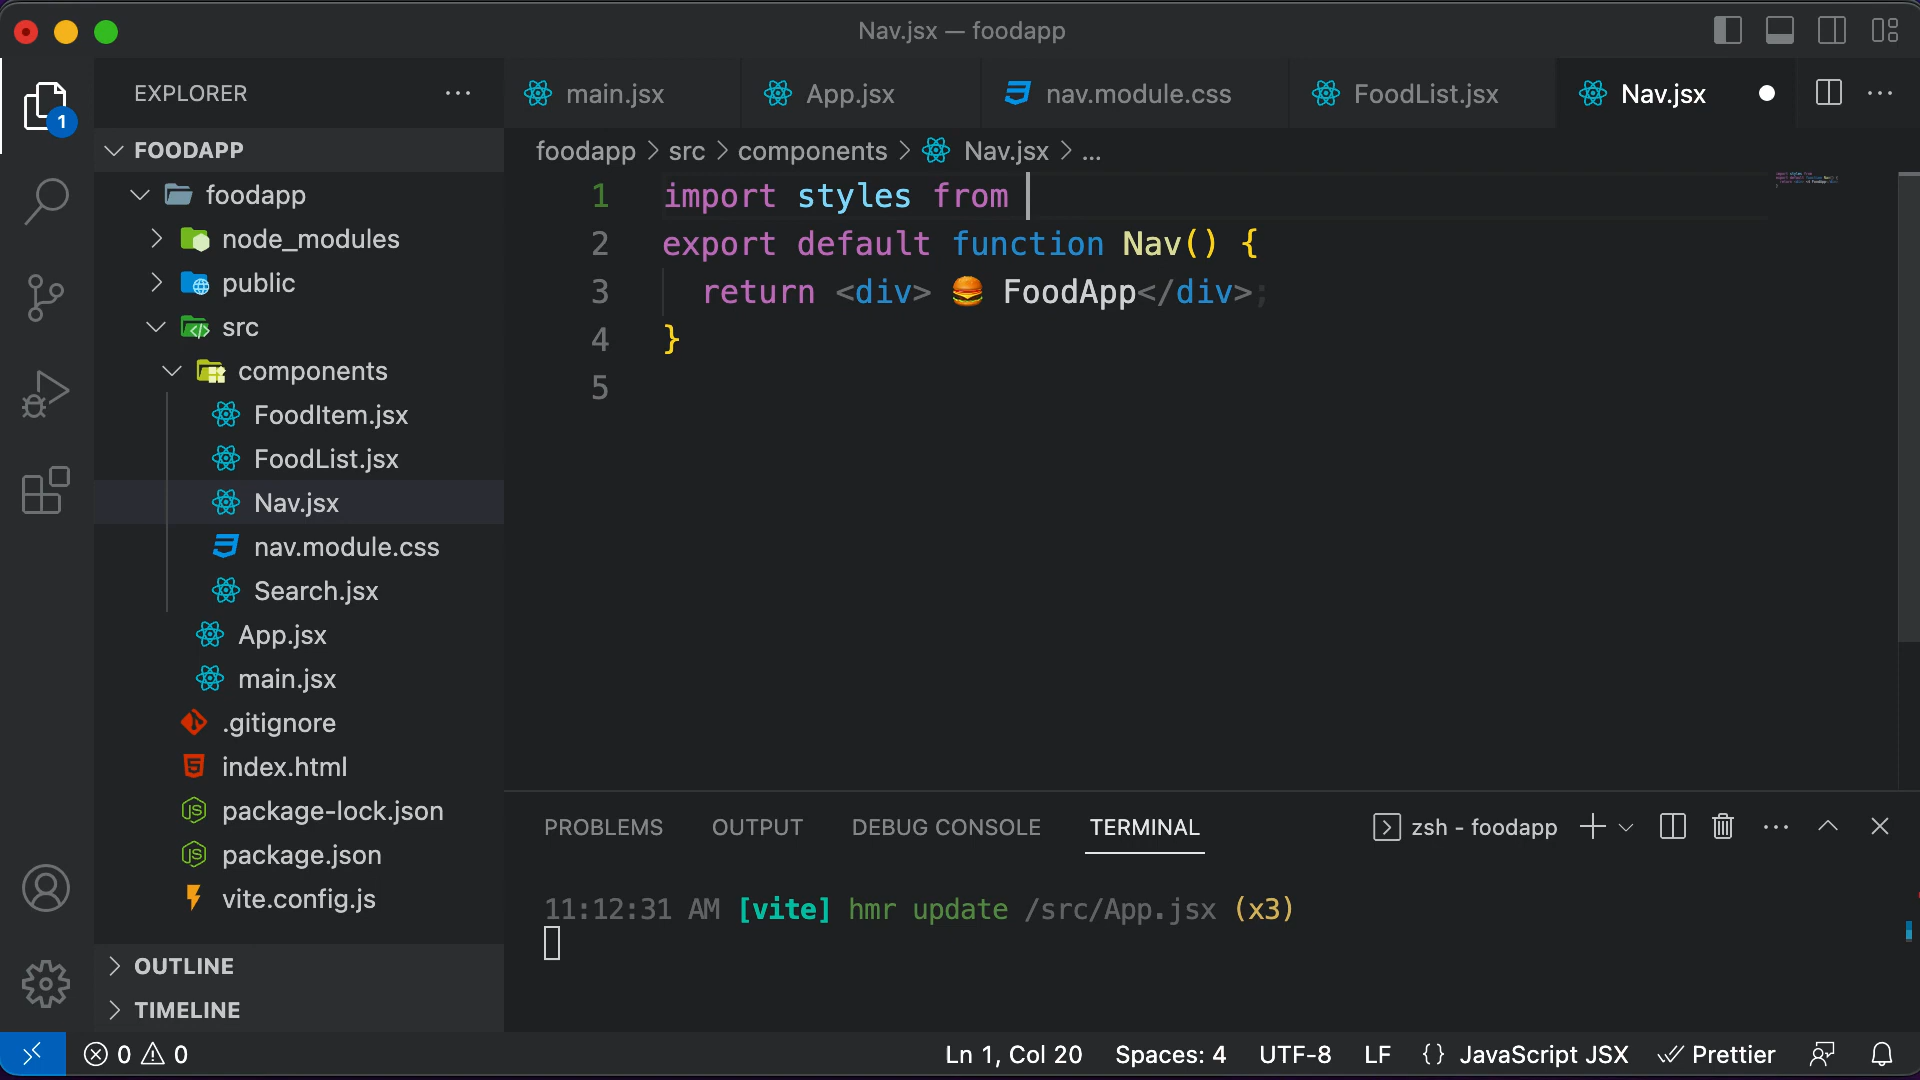 Nav.jsx — foodapp
EXPLORER
main.jsx
App.jsx
nav.module.css
FoodList.jsx
Nav.jsx
1
FOODAPP
foodapp
node_modules
public
src
components
FoodItem.jsx
FoodList.jsx
Nav.jsx
nav.module.css
Search.jsx
App.jsx
main.jsx
.gitignore
index.html
package-lock.json
package.json
vite.config.js
OUTLINE
TIMELINE
foodapp > src > components > Nav.jsx > ...
1 import styles from
2 export default function Nav() {
3 return <div> 🍔 FoodApp</div>;
4 }
5
PROBLEMS OUTPUT DEBUG CONSOLE TERMINAL
zsh - foodapp
11:12:31 AM [vite] hmr update /src/App.jsx (x3)
0 0
Ln 1, Col 20 Spaces: 4 UTF-8 LF {} JavaScript JSX Prettier